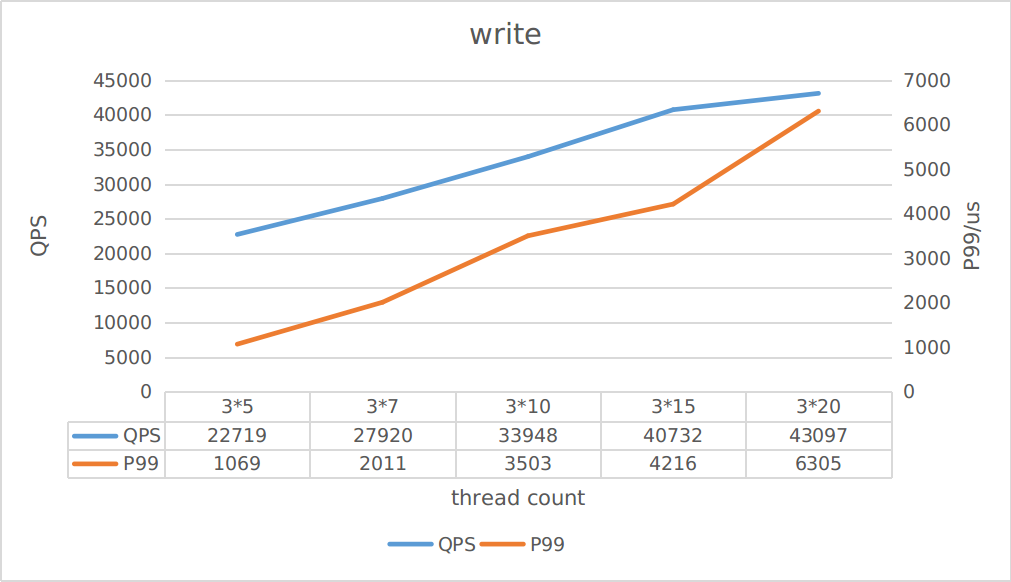 write
45000 7000
40000 6000
35000 5000
30000 4000
25000 3000
20000 2000
15000 1000
10000 0
5000
0
QPS
P99/us
3*5 3*7 3*10 3*15 3*20
QPS 22719 27920 33948 40732 43097
P99 1069 2011 3503 4216 6305
thread count
QPS P99